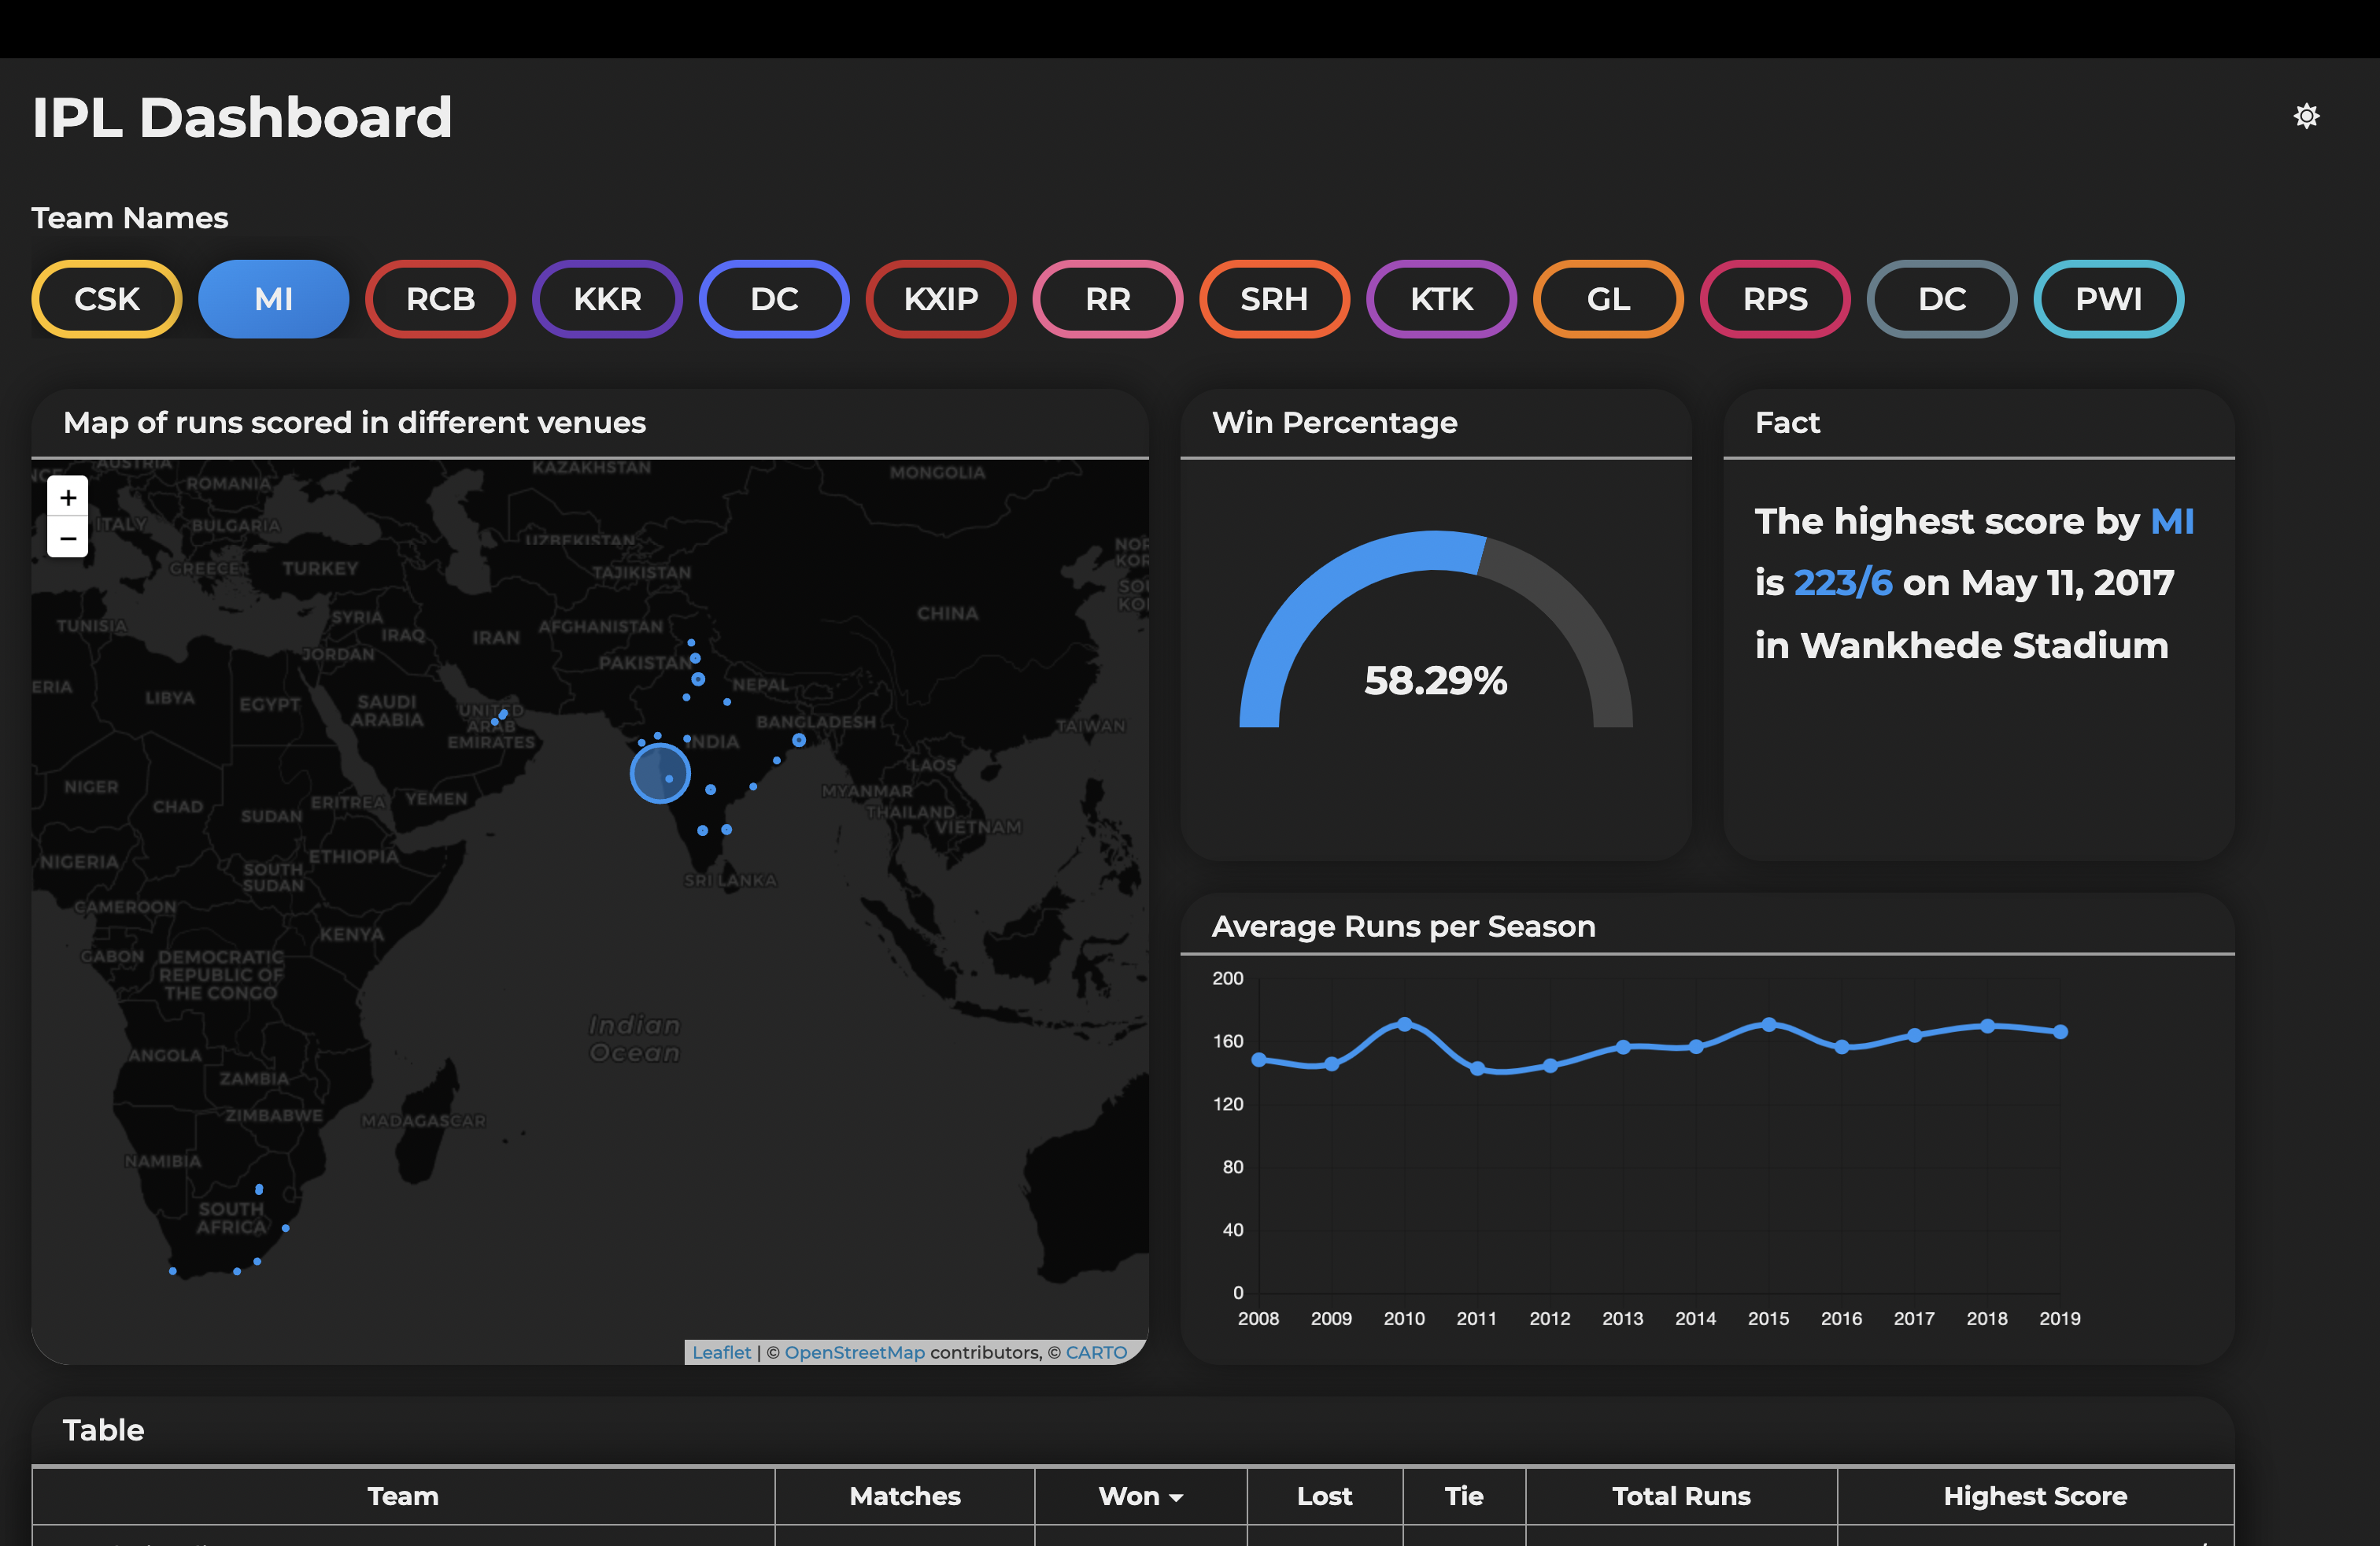 IPL Dashboard
Team Names
CSK
MI
RCB
KKR
DC
KXIP
RR
SRH
KTK
GL
RPS
DC
PWI
Map of runs scored in different venues
+
−
AUSTRIA
KAZAKHSTAN
MONGOLIA
ROMANIA
ITALY
BULGARIA
UZBEKISTAN
GREECE
TURKEY
TAJIKISTAN
CHINA
TUNISIA
SYRIA
IRAQ
IRAN
AFGHANISTAN
JORDAN
PAKISTAN
NEPAL
LIBYA
EGYPT
SAUDI
ARABIA
UNITED
ARAB
EMIRATES
BANGLADESH
TAIWAN
INDIA
LAOS
NIGER
CHAD
SUDAN
ERITREA
YEMEN
MYANMAR
THAILAND
VIETNAM
NIGERIA
ETHIOPIA
SOUTH
SUDAN
SRI LANKA
CAMEROON
KENYA
GABON
DEMOCRATIC
REPUBLIC OF
THE CONGO
Indian
Ocean
ANGOLA
ZAMBIA
ZIMBABWE
MADAGASCAR
NAMIBIA
SOUTH
AFRICA
Leaflet | © OpenStreetMap contributors, © CARTO
Win Percentage
58.29%
Fact
The highest score by MI
is 223/6 on May 11, 2017
in Wankhede Stadium
Average Runs per Season
200
160
120
80
40
0
2008 2009 2010 2011 2012 2013 2014 2015 2016 2017 2018 2019
Table
Team Matches Won Lost Tie Total Runs Highest Score